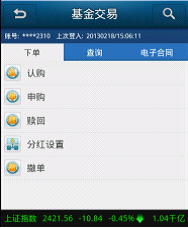 基金交易
账号: ****2310 上次登入: 20130218/15:06:11
下单 查询 电子合同
认购
申购
赎回
分红设置
撤单
上证指数 2421.56 -10.84 -0.45% 1.04千亿